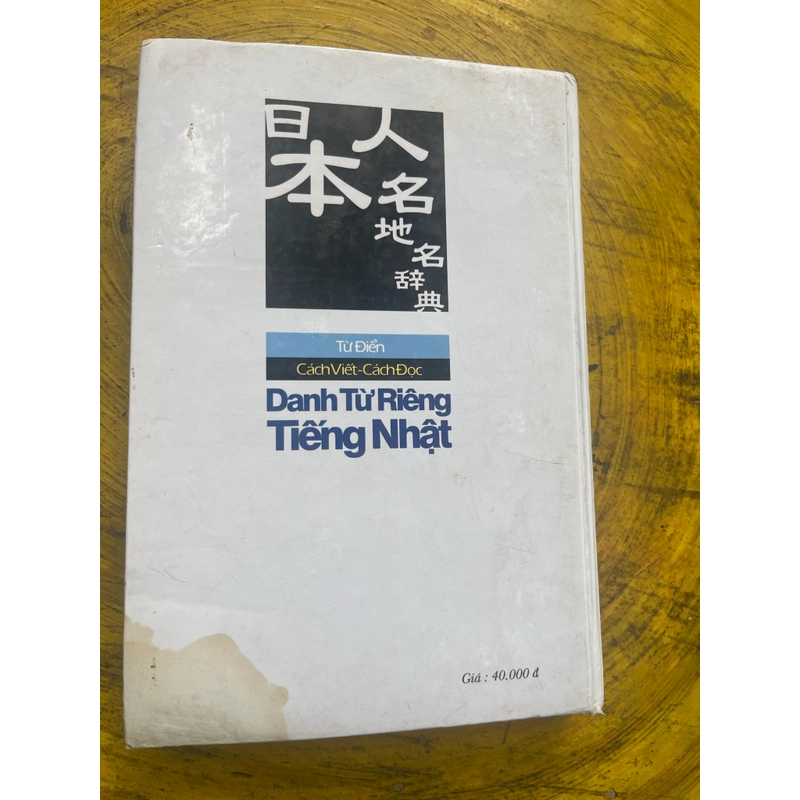 日本人名地名辞典
Từ Điển
Cách Viết-Cách Đọc
Danh Từ Riêng
Tiếng Nhật
Giá : 40.000 đ